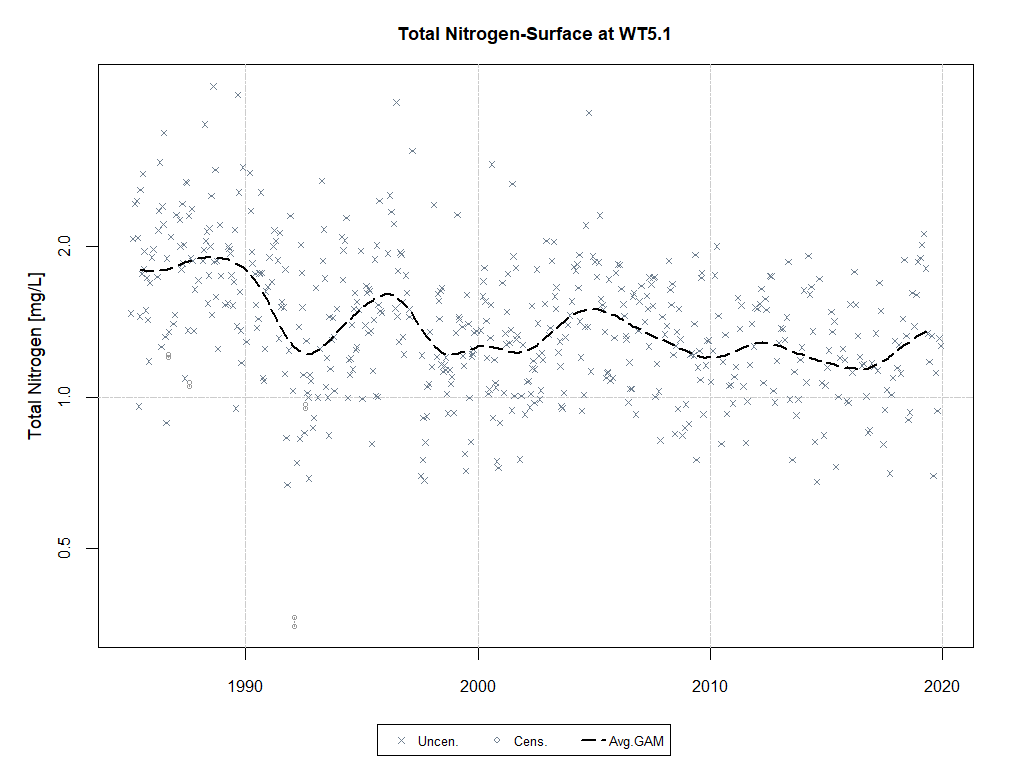 Total Nitrogen-Surface at WT5.1
Total Nitrogen [mg/L]
2.0
1.0
0.5
1990 2000 2010 2020
Uncen. Cens. Avg.GAM